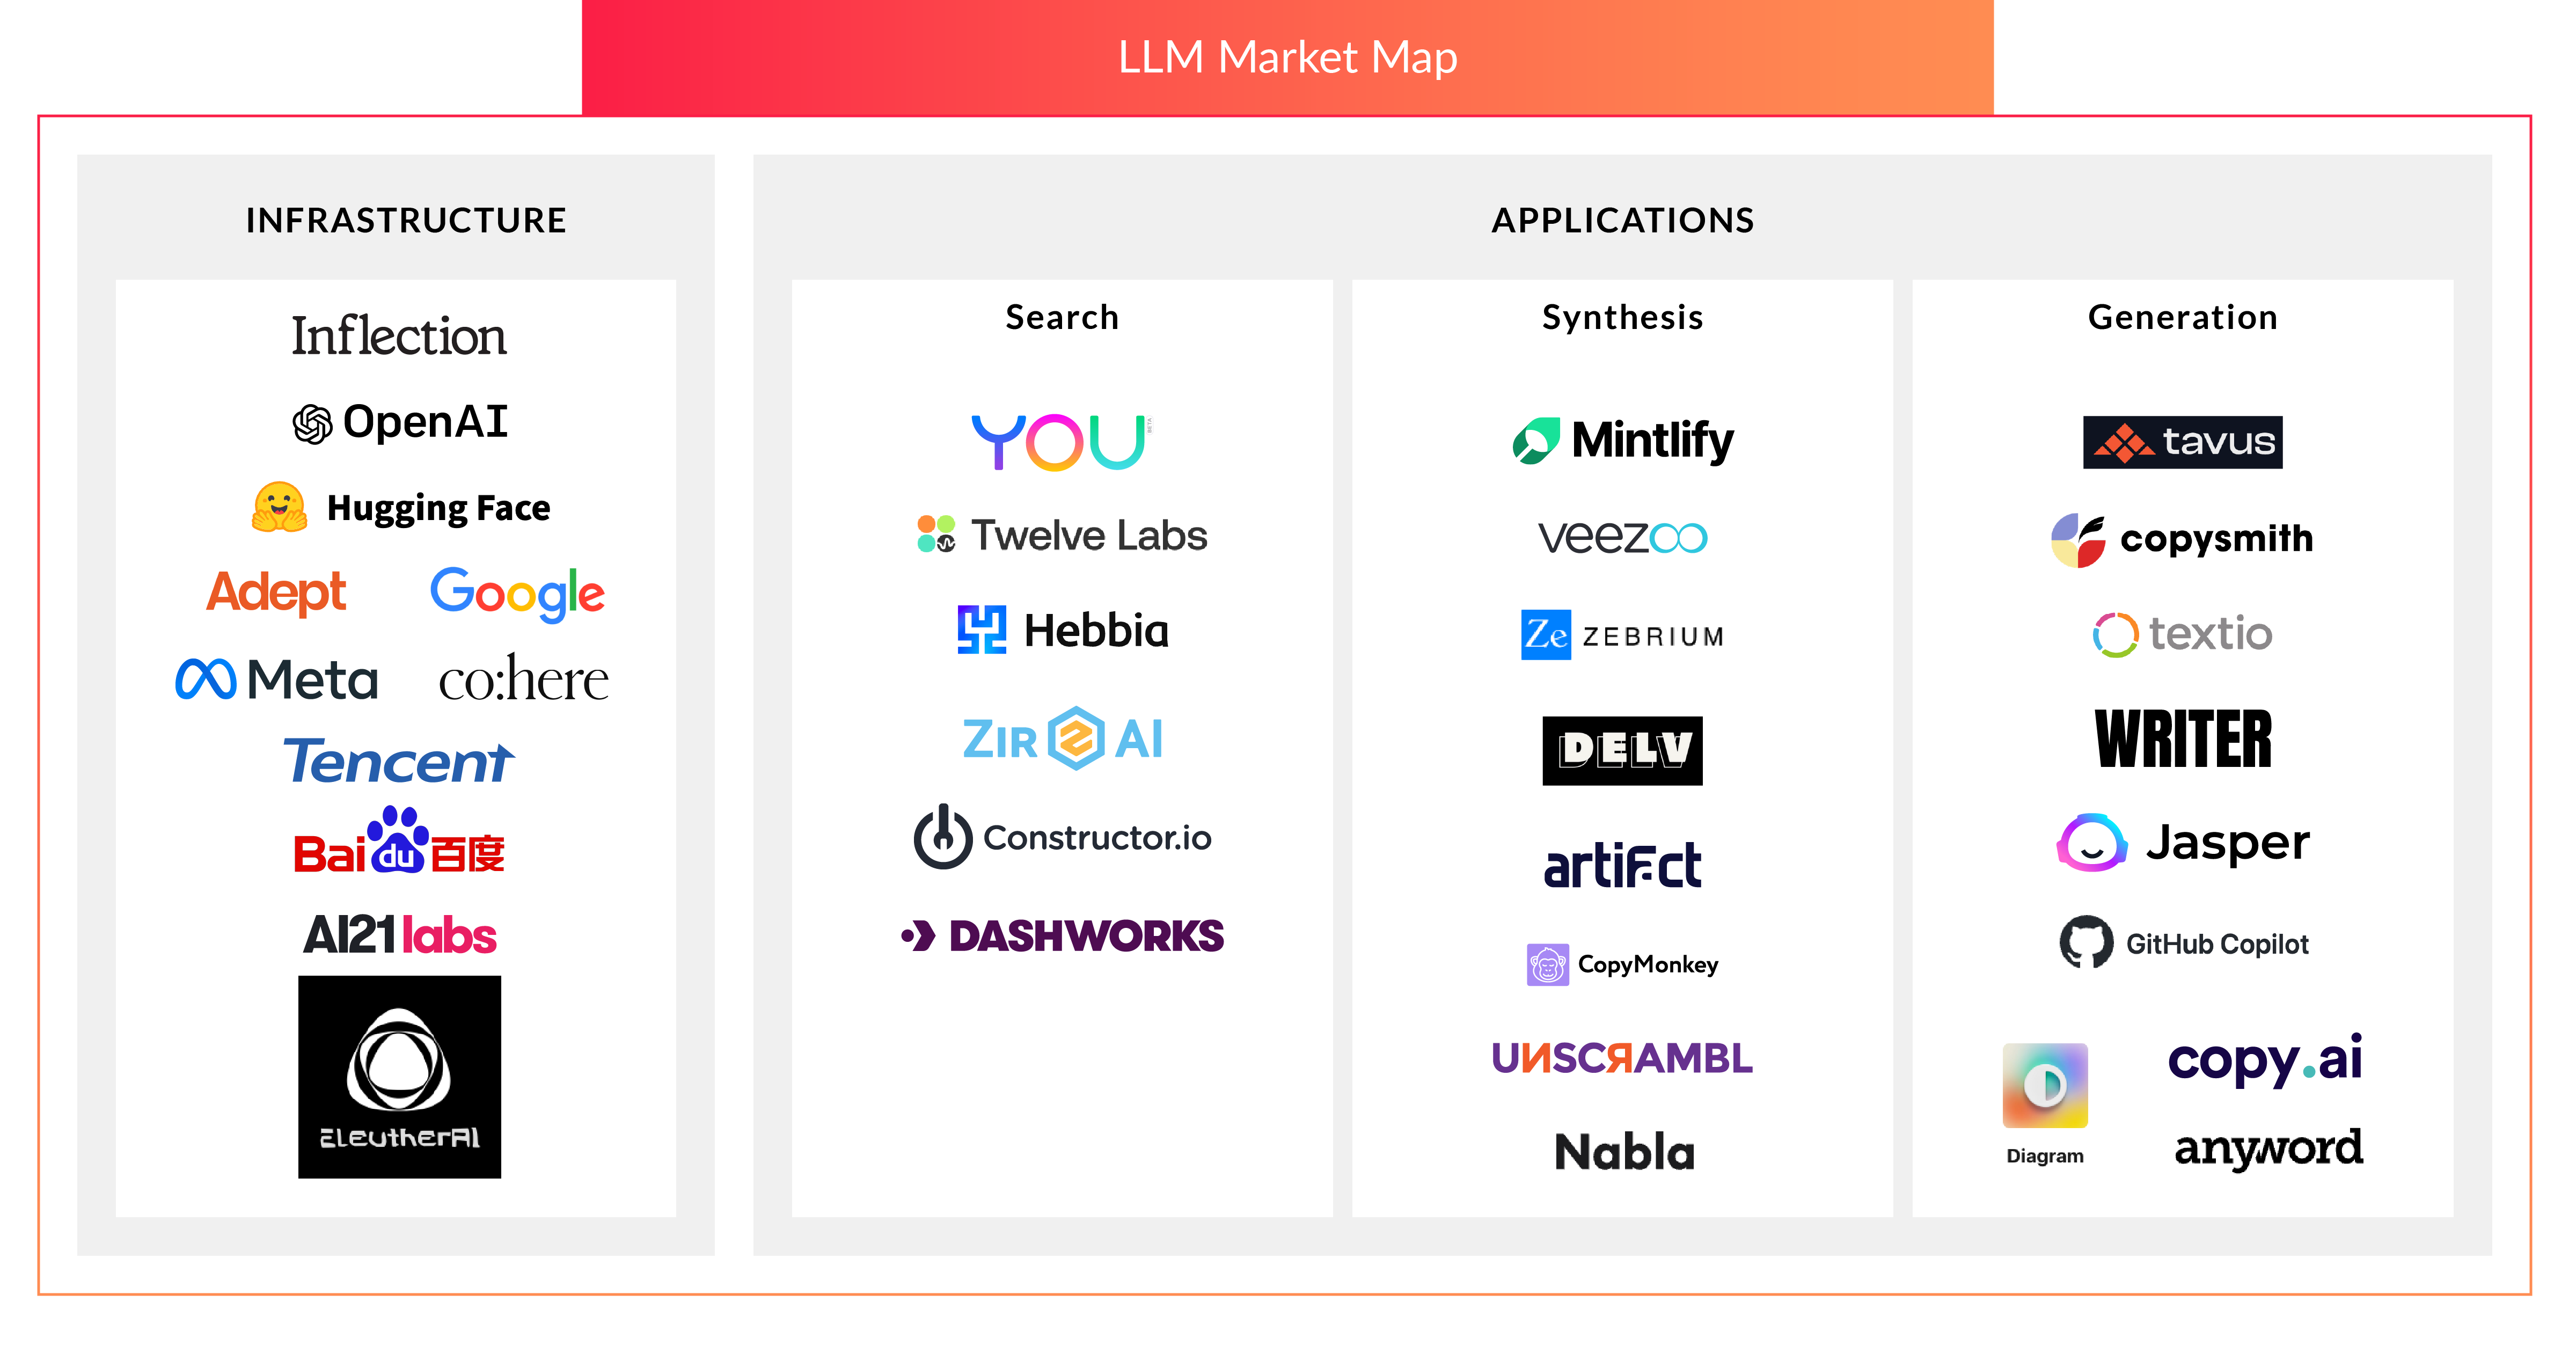 LLM Market Map
INFRASTRUCTURE
Inflection
OpenAI
Hugging Face
Adept
Google
Meta
co:here
Tencent
Bai du 百度
AI21 labs
EleutherAI
APPLICATIONS
Search
YOU BETA
Twelve Labs
Hebbia
ZIR AI
Constructor.io
DASHWORKS
Synthesis
Mintlify
veezoo
Ze ZEBRIUM
DELV
artiFct
CopyMonkey
UNSCRAMBL
Nabla
Generation
tavus
copysmith
textio
WRITER
Jasper
GitHub Copilot
Diagram
copy.ai
anyword